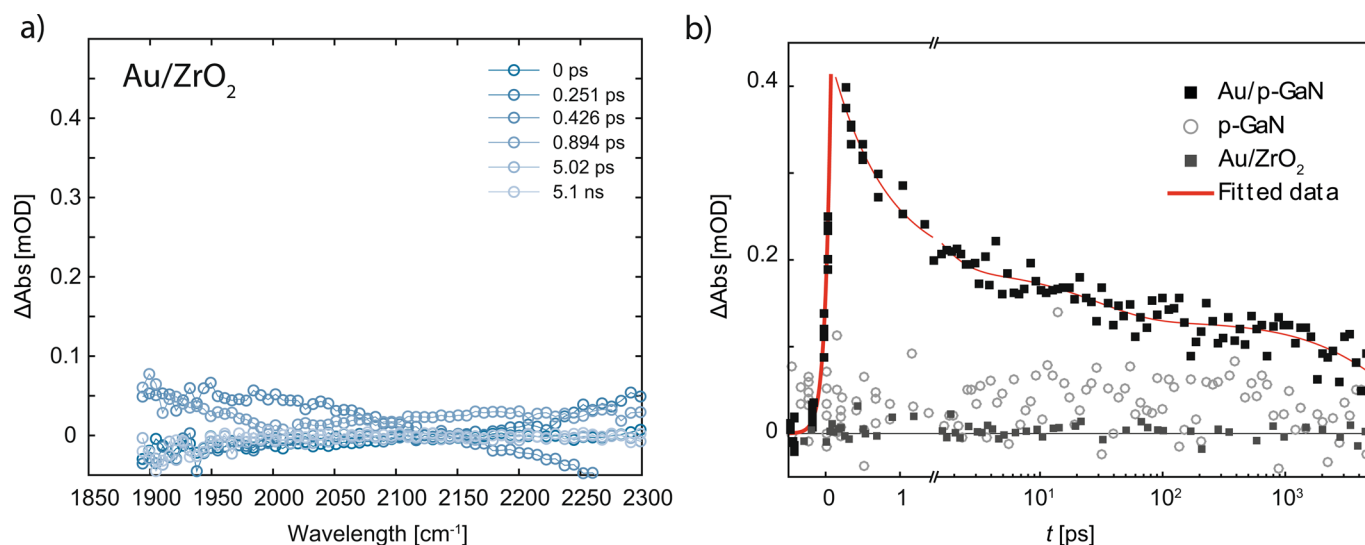 a)
Au/ZrO₂
0 ps
0.251 ps
0.426 ps
0.894 ps
5.02 ps
5.1 ns
0.4
0.3
0.2
0.1
0
ΔAbs [mOD]
1850 1900 1950 2000 2050 2100 2150 2200 2250 2300
Wavelength [cm⁻¹]
b)
Au/p-GaN
p-GaN
Au/ZrO₂
Fitted data
0.4
0.2
0
ΔAbs [mOD]
0 1 10¹ 10² 10³
t [ps]